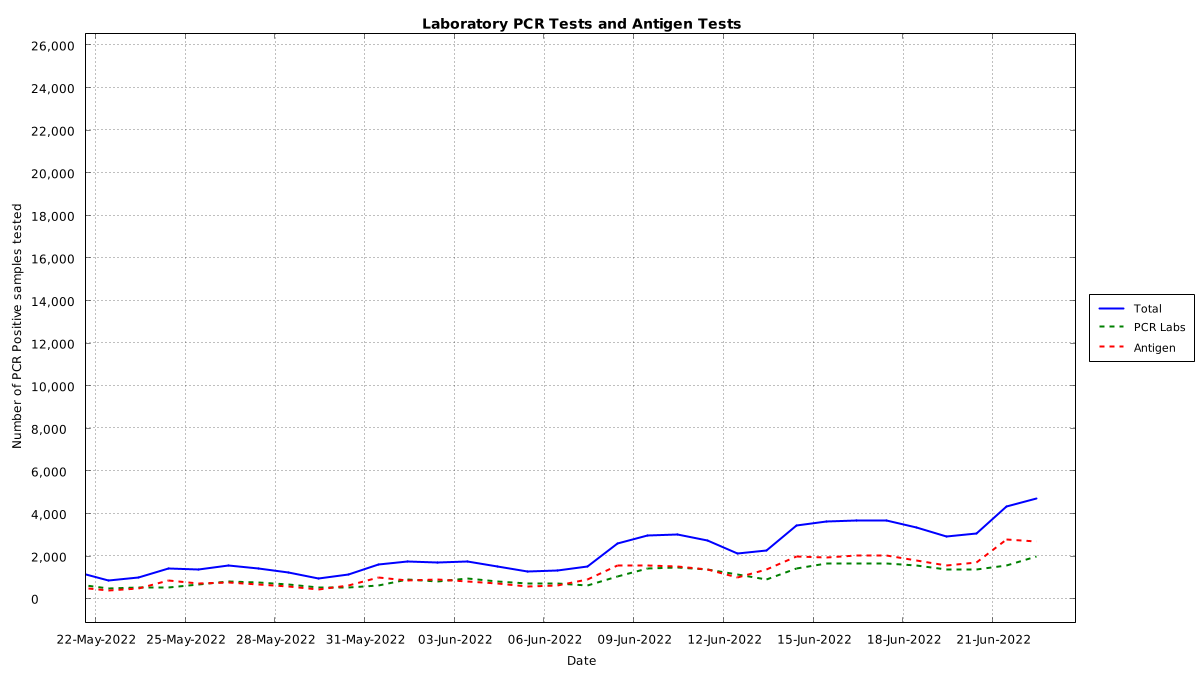 Laboratory PCR Tests and Antigen Tests
26,000
24,000
22,000
20,000
18,000
16,000
14,000
12,000
10,000
8,000
6,000
4,000
2,000
0
Number of PCR Positive samples tested
22-May-2022 25-May-2022 28-May-2022 31-May-2022 03-Jun-2022 06-Jun-2022 09-Jun-2022 12-Jun-2022 15-Jun-2022 18-Jun-2022 21-Jun-2022
Date
Total
PCR Labs
Antigen